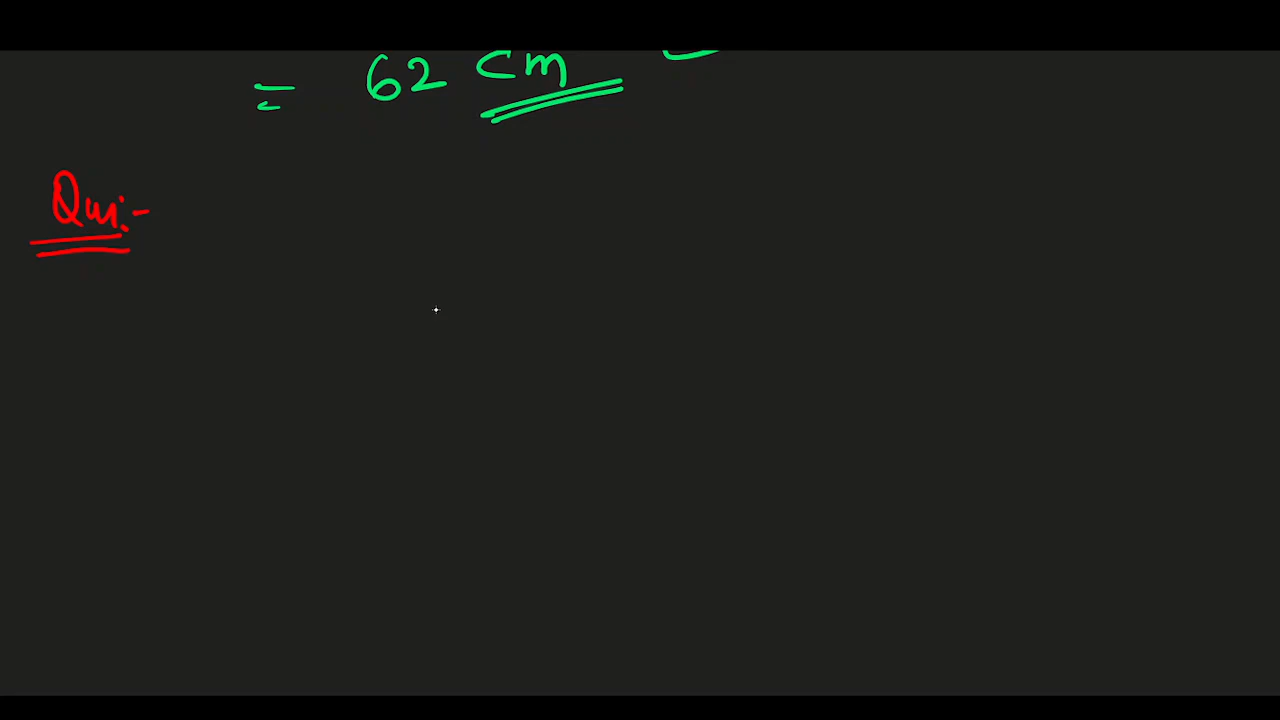 = 62 cm
Qui:-